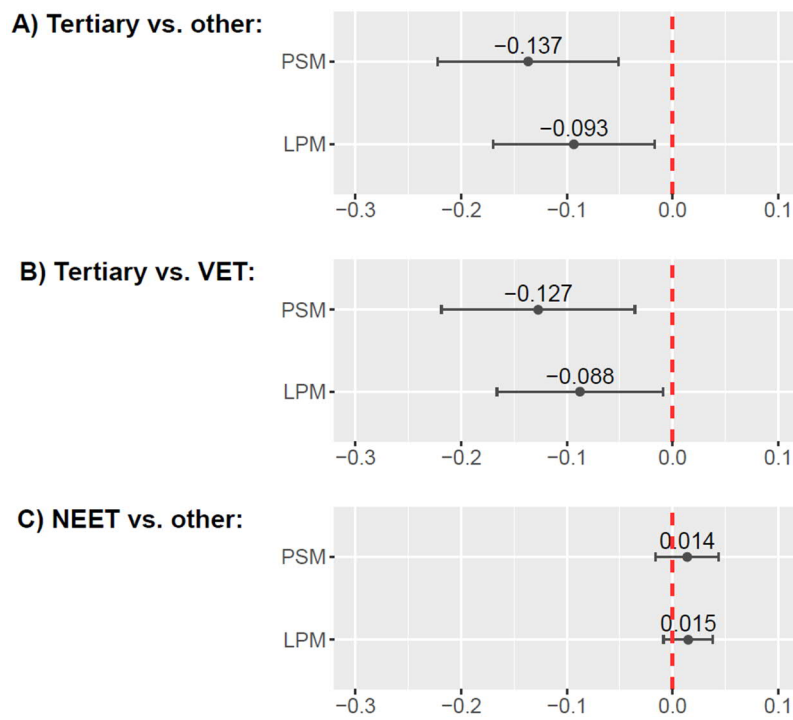 A) Tertiary vs. other:
−0.137
PSM
−0.093
LPM
−0.3 −0.2 −0.1 0.0 0.1
B) Tertiary vs. VET:
−0.127
PSM
−0.088
LPM
−0.3 −0.2 −0.1 0.0 0.1
C) NEET vs. other:
0.014
PSM
0.015
LPM
−0.3 −0.2 −0.1 0.0 0.1